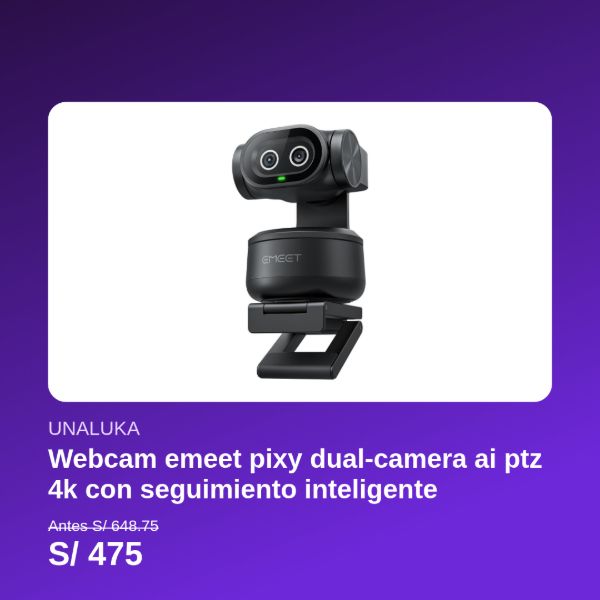 EMEET
UNALUKA
Webcam emeet pixy dual-camera ai ptz
4k con seguimiento inteligente
Antes S/ 648.75
S/ 475